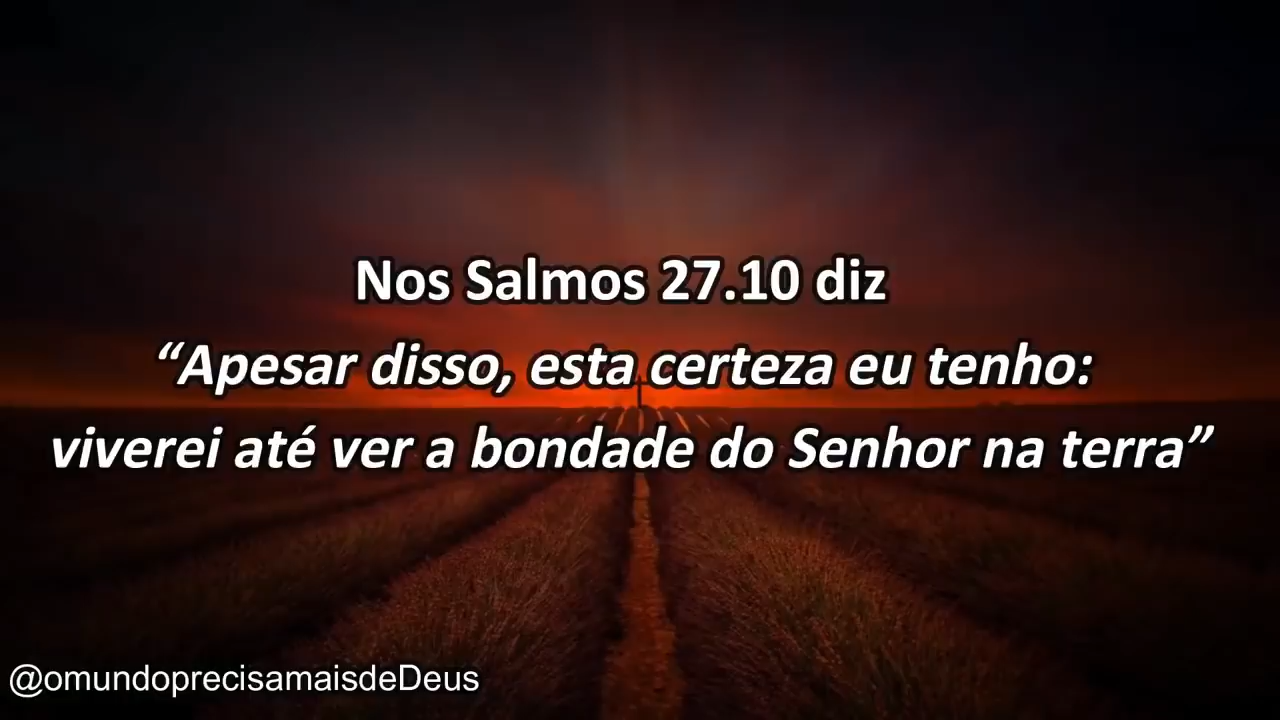 Nos Salmos 27.10 diz
“Apesar disso, esta certeza eu tenho:
viverei até ver a bondade do Senhor na terra”
@omundoprecisamaisdeDeus